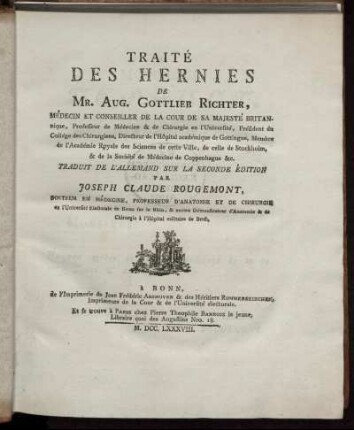 TRAITÉ
DES HERNIES
DE
MR. AUG. GOTTLIEB RICHTER,
MÉDECIN ET CONSEILLER DE LA COUR DE SA MAJESTÉ BRITAN-
nique, Professeur de Médecine & de Chirurgie en l'Université, Président du
Collège des Chirurgiens, Directeur de l'Hôpital académique de Gottingue, Membre
de l'Académie Royale des Sciences de cette Ville, de celle de Stockholm,
& de la Société de Médecine de Coppenhague &c.
TRADUIT DE L'ALLEMAND SUR LA SECONDE ÉDITION
PAR
JOSEPH CLAUDE ROUGEMONT,
DOCTEUR EN MÉDECINE, PROFESSEUR D'ANATOMIE ET DE CHIRURGIE
en l'Université Electorale de Bonn sur le Rhin, & ancien Démonstrateur d'Anatomie & de
Chirurgie à l'Hôpital militaire de Brest.
à BONN,
de l'Imprimerie de Jean Frédéric ABSHOVEN & des Héritiers ROMMERSKIRCHEN,
Imprimeurs de la Cour & de l'Université électorale.
Et se trouve à PARIS chez Pierre Theophile BARROIS le jeune,
Libraire quai des Augustins Nro. 18.
M. DCC. LXXXVIII.